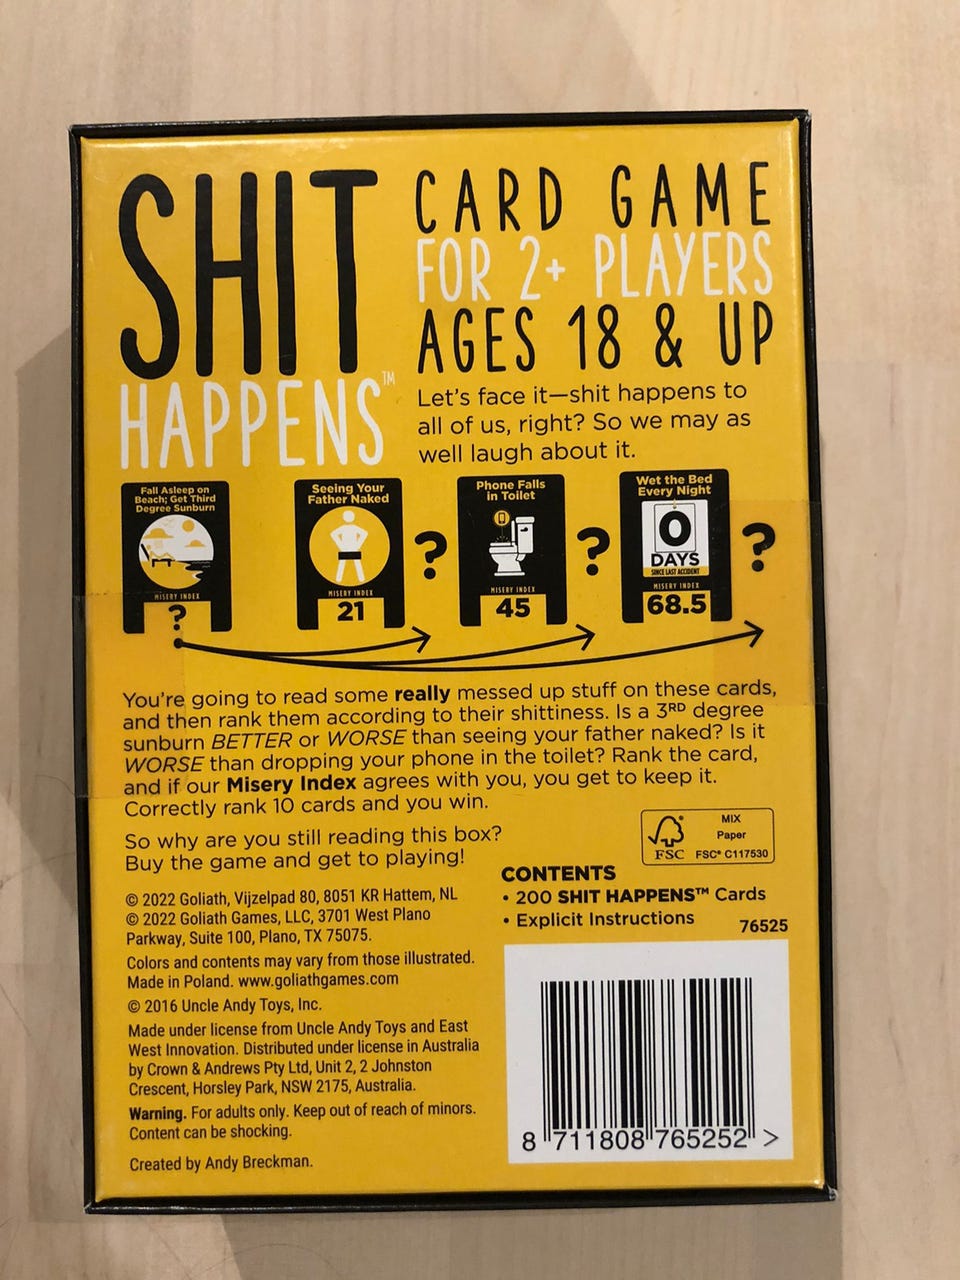 SHIT
HAPPENS™
CARD GAME
FOR 2+ PLAYERS
AGES 18 & UP
Let's face it—shit happens to
all of us, right? So we may as
well laugh about it.
Fall Asleep on
Beach; Get Third
Degree Sunburn
MISERY INDEX
?
Seeing Your
Father Naked
MISERY INDEX
21
?
Phone Falls
in Toilet
MISERY INDEX
45
?
Wet the Bed
Every Night
0
DAYS
SINCE LAST ACCIDENT
MISERY INDEX
68.5
?
You're going to read some really messed up stuff on these cards,
and then rank them according to their shittiness. Is a 3RD degree
sunburn BETTER or WORSE than seeing your father naked? Is it
WORSE than dropping your phone in the toilet? Rank the card,
and if our Misery Index agrees with you, you get to keep it.
Correctly rank 10 cards and you win.
So why are you still reading this box?
Buy the game and get to playing!
MIX
Paper
FSC
FSC® C117530
CONTENTS
• 200 SHIT HAPPENS™ Cards
• Explicit Instructions
76525
© 2022 Goliath, Vijzelpad 80, 8051 KR Hattem, NL
© 2022 Goliath Games, LLC, 3701 West Plano
Parkway, Suite 100, Plano, TX 75075.
Colors and contents may vary from those illustrated.
Made in Poland. www.goliathgames.com
© 2016 Uncle Andy Toys, Inc.
Made under license from Uncle Andy Toys and East
West Innovation. Distributed under license in Australia
by Crown & Andrews Pty Ltd, Unit 2, 2 Johnston
Crescent, Horsley Park, NSW 2175, Australia.
Warning. For adults only. Keep out of reach of minors.
Content can be shocking.
Created by Andy Breckman.
8 711808 765252 >